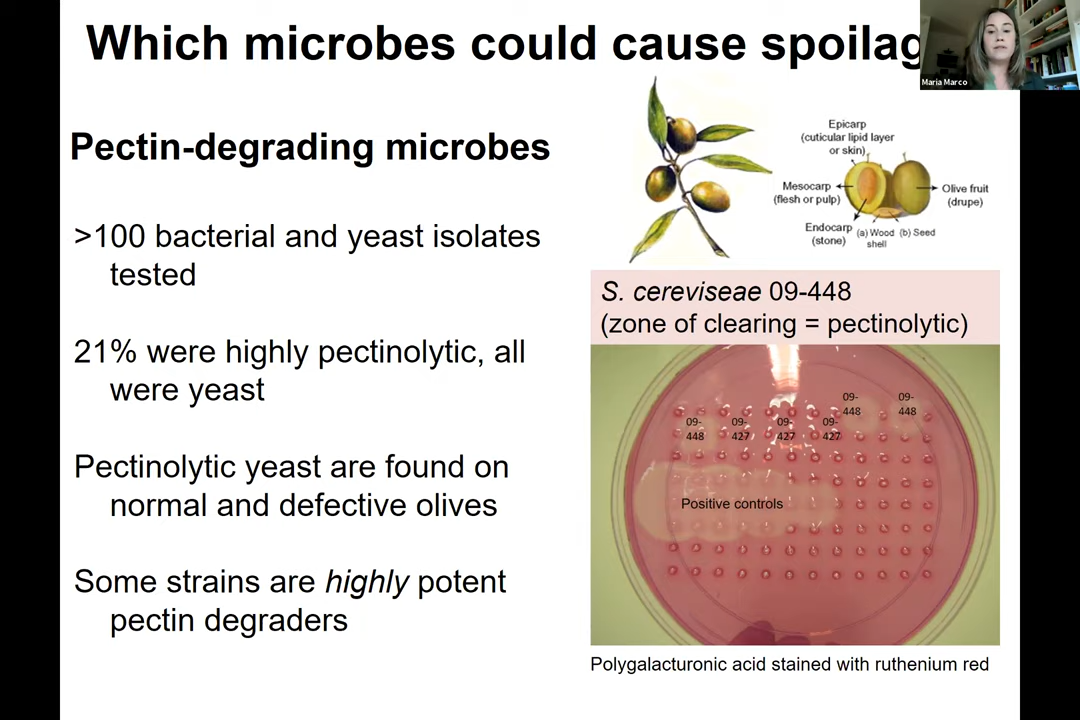 Which microbes could cause spoilag
Maria Marco
Pectin-degrading microbes
>100 bacterial and yeast isolates
tested
21% were highly pectinolytic, all
were yeast
Pectinolytic yeast are found on
normal and defective olives
Some strains are highly potent
pectin degraders
Epicarp
(cuticular lipid layer
or skin)
Mesocarp
(flesh or pulp)
Olive fruit
(drupe)
Endocarp
(stone)
(a) Wood
shell
(b) Seed
S. cereviseae 09-448
(zone of clearing = pectinolytic)
09-
448
09-
448
09-
448
09-
427
09-
427
09-
427
Positive controls
Polygalacturonic acid stained with ruthenium red